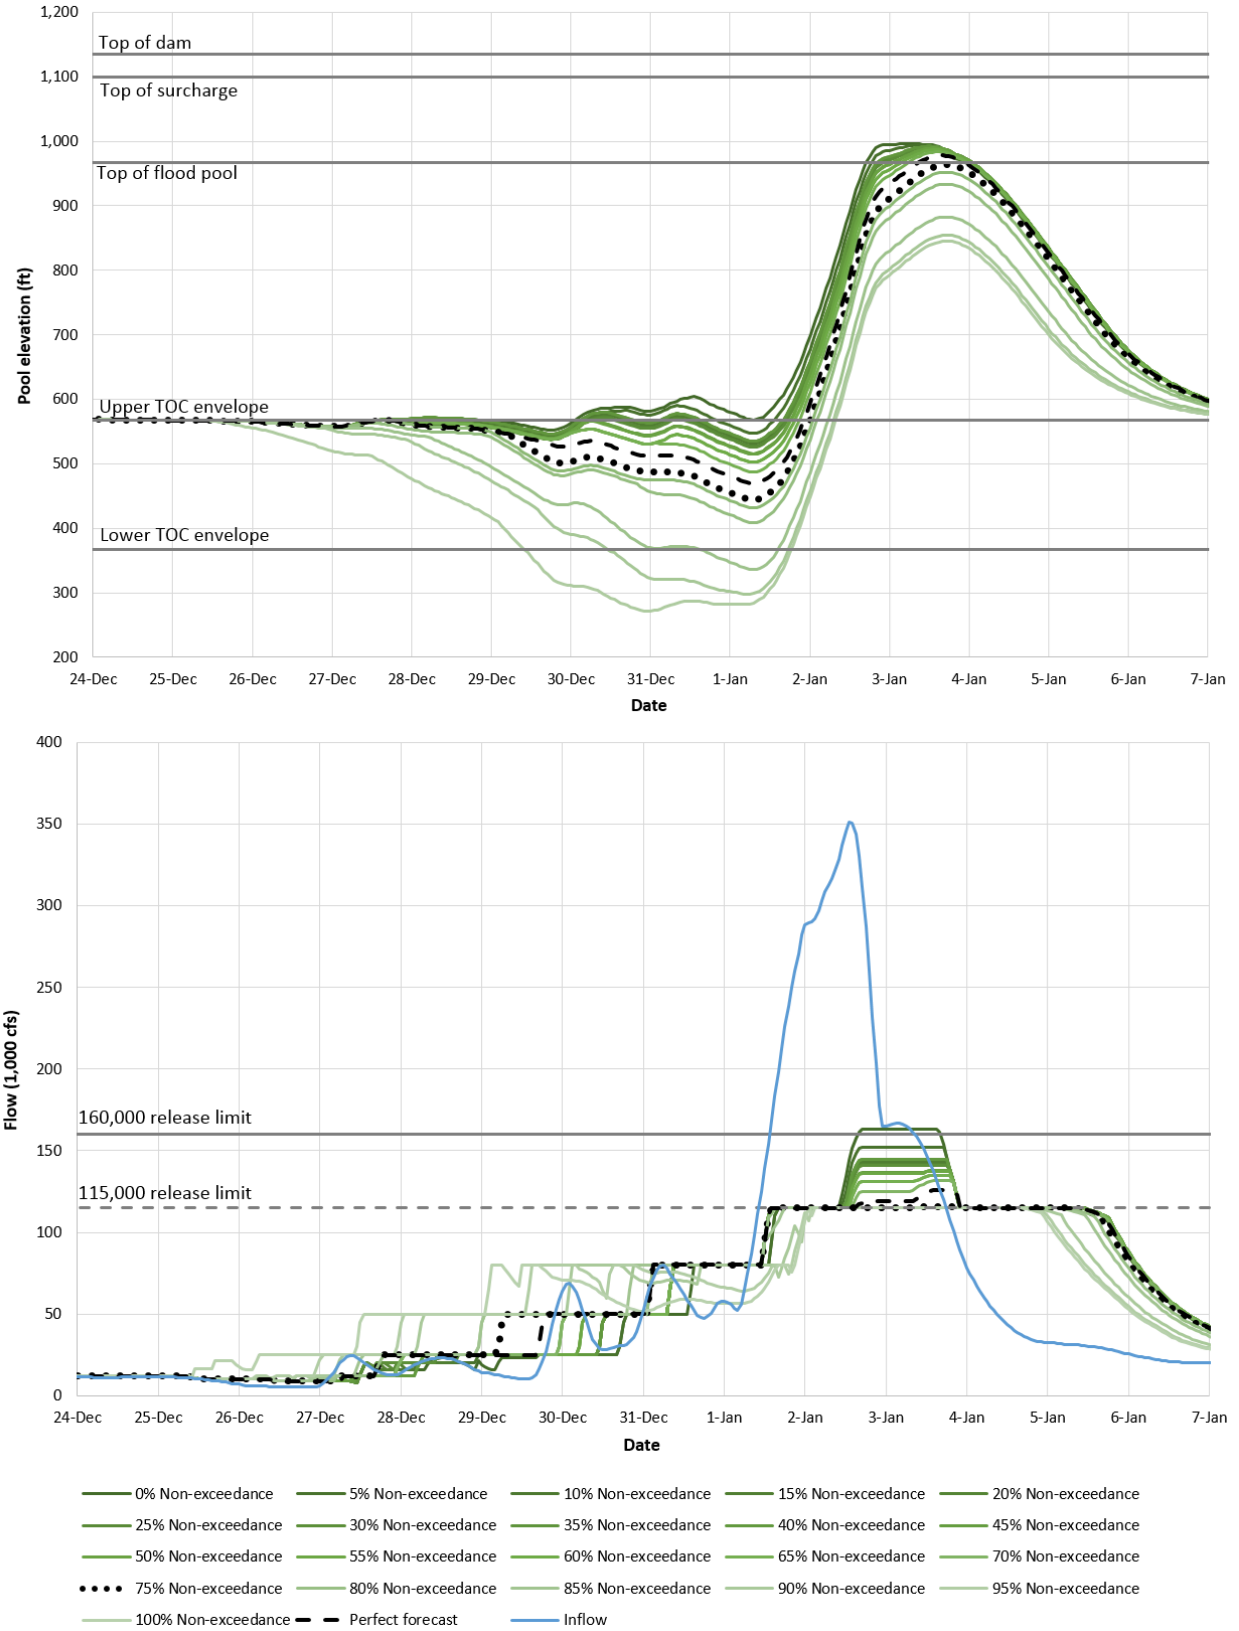 1,200
Top of dam
1,100
Top of surcharge
1,000
Top of flood pool
900
800
Pool elevation (ft)
700
600
Upper TOC envelope
500
400
Lower TOC envelope
300
200
24-Dec 25-Dec 26-Dec 27-Dec 28-Dec 29-Dec 30-Dec 31-Dec 1-Jan 2-Jan 3-Jan 4-Jan 5-Jan 6-Jan 7-Jan
Date
400
350
300
250
Flow (1,000 cfs)
200
160,000 release limit
150
115,000 release limit
100
50
0
24-Dec 25-Dec 26-Dec 27-Dec 28-Dec 29-Dec 30-Dec 31-Dec 1-Jan 2-Jan 3-Jan 4-Jan 5-Jan 6-Jan 7-Jan
Date
0% Non-exceedance 5% Non-exceedance 10% Non-exceedance 15% Non-exceedance 20% Non-exceedance
25% Non-exceedance 30% Non-exceedance 35% Non-exceedance 40% Non-exceedance 45% Non-exceedance
50% Non-exceedance 55% Non-exceedance 60% Non-exceedance 65% Non-exceedance 70% Non-exceedance
75% Non-exceedance 80% Non-exceedance 85% Non-exceedance 90% Non-exceedance 95% Non-exceedance
100% Non-exceedance Perfect forecast Inflow